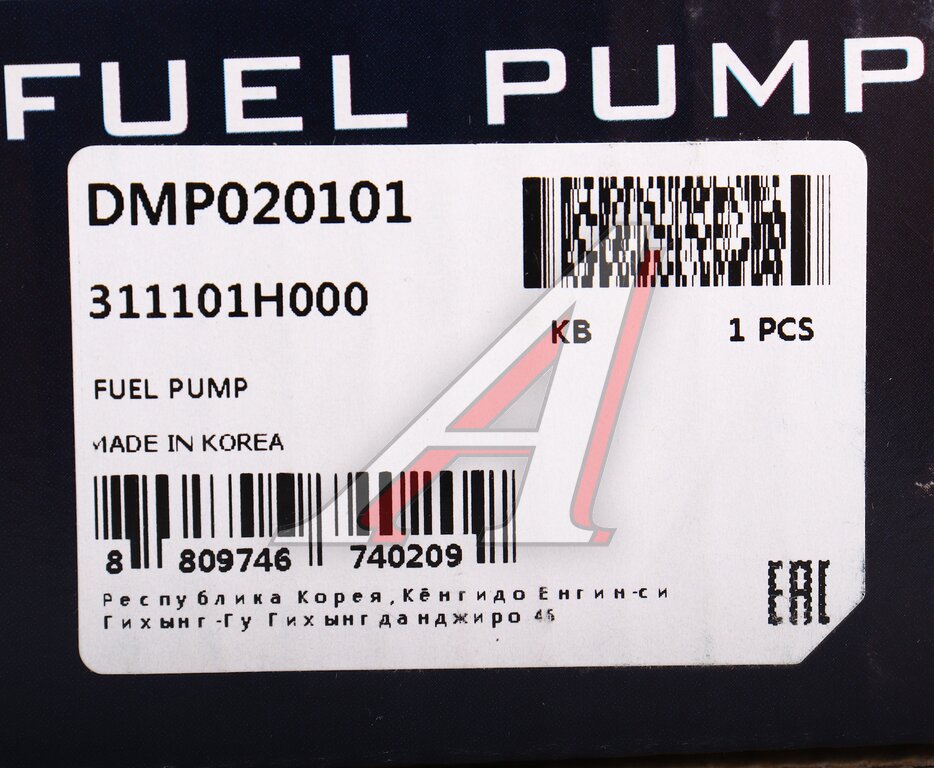 FUEL PUMP
DMP020101
311101H000
KB 1 PCS
FUEL PUMP
MADE IN KOREA
8 809746 740209
Республика Корея,Кёнгидо Енгин-си
Гихынг-Гу Гихынгданджиро 46
EAC